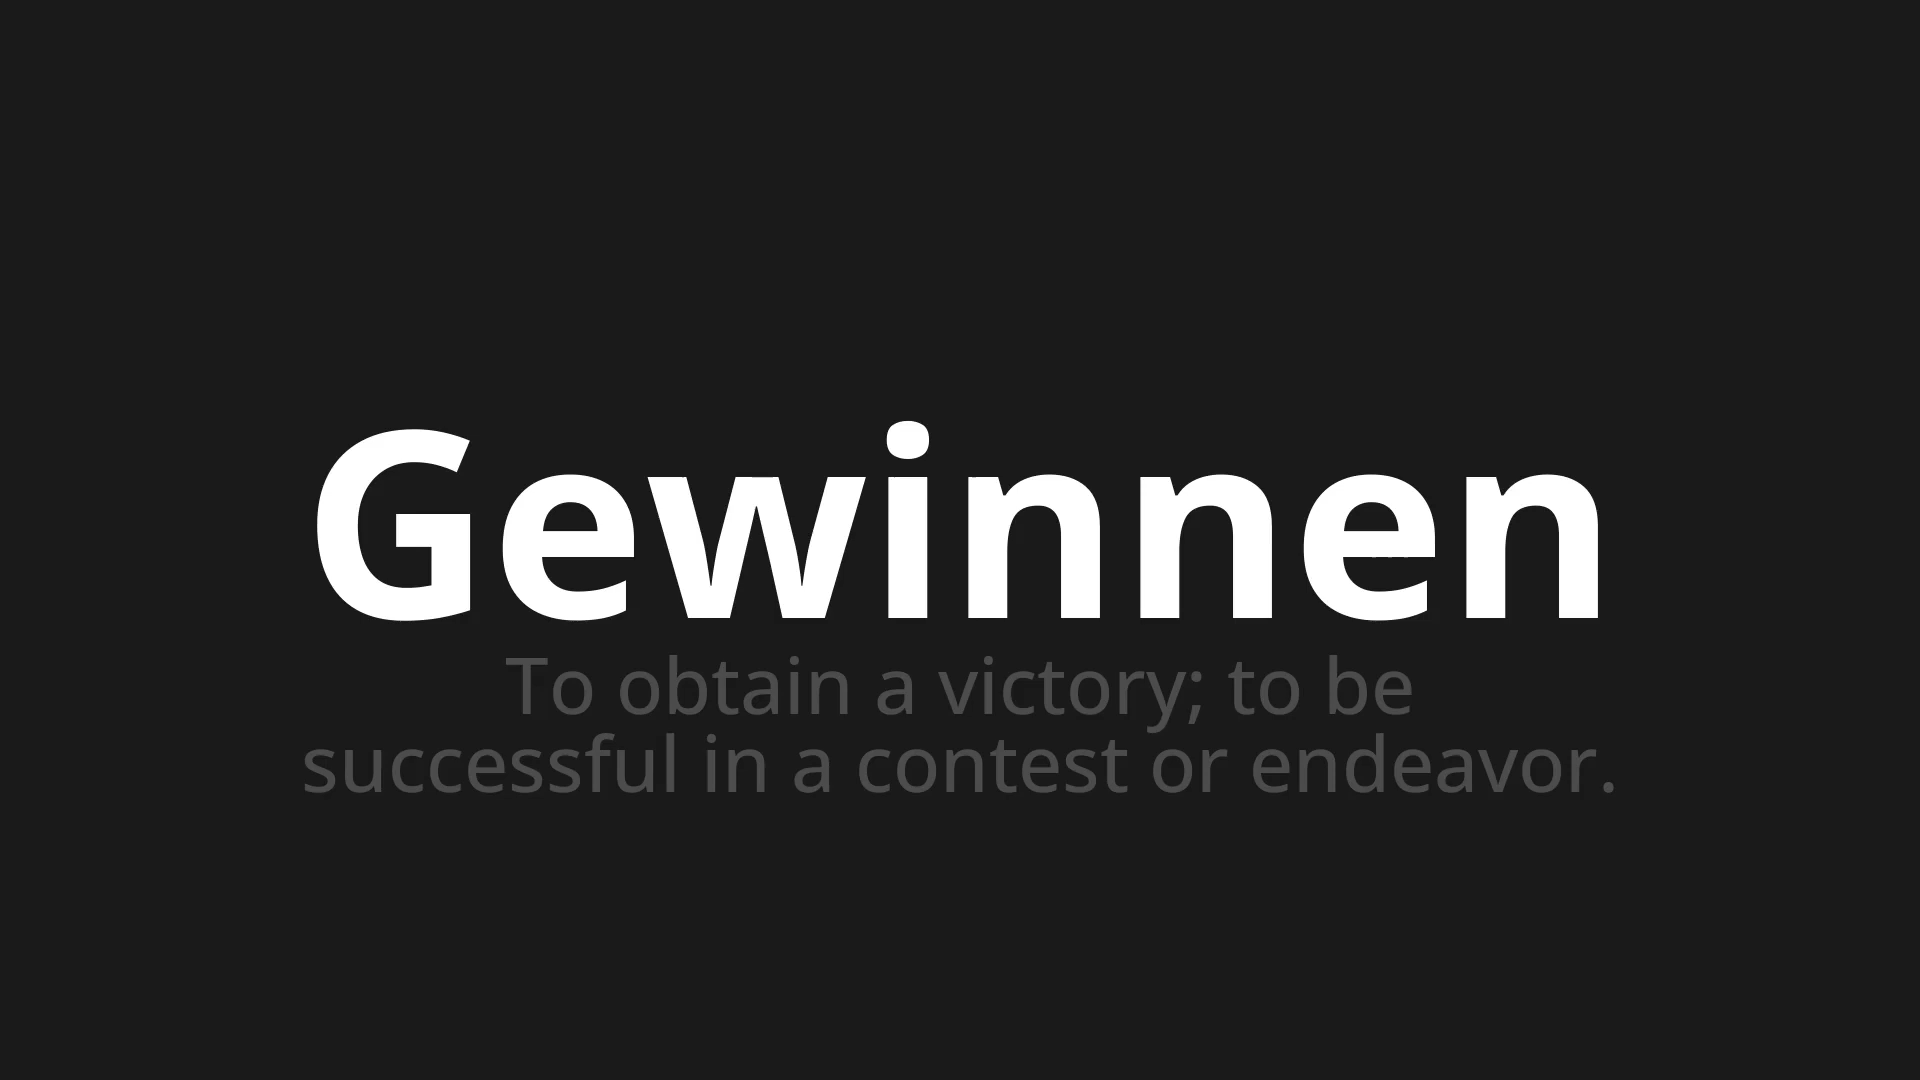 Gewinnen
To obtain a victory; to be
successful in a contest or endeavor.